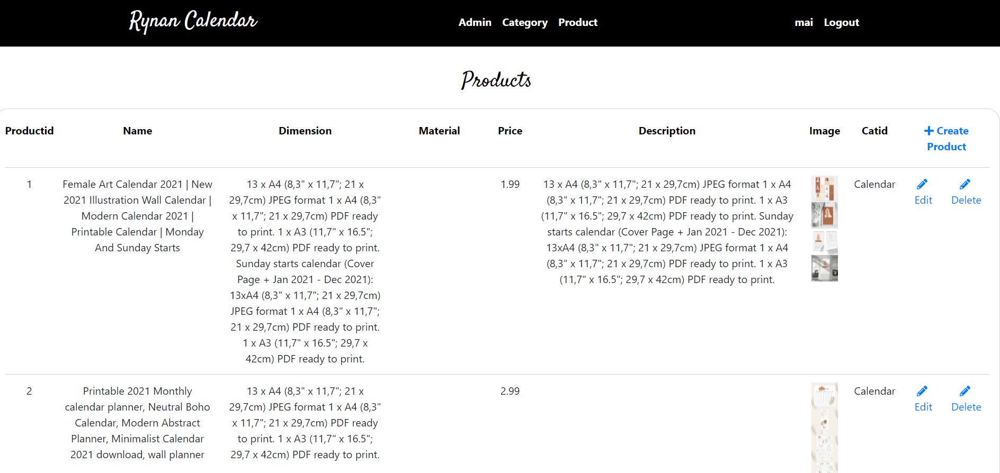 Rynan Calendar
Admin Category Product
mai Logout
Products
Productid Name Dimension Material Price Description Image Catid
+ Create
Product
1
Female Art Calendar 2021 | New
2021 Illustration Wall Calendar |
Modern Calendar 2021 |
Printable Calendar | Monday
And Sunday Starts
13 x A4 (8,3" x 11,7"; 21 x
29,7cm) JPEG format 1 x A4 (8,3"
x 11,7"; 21 x 29,7cm) PDF ready
to print. 1 x A3 (11,7" x 16.5";
29,7 x 42cm) PDF ready to print.
Sunday starts calendar (Cover
Page + Jan 2021 - Dec 2021):
13xA4 (8,3" x 11,7"; 21 x 29,7cm)
JPEG format 1 x A4 (8,3" x 11,7";
21 x 29,7cm) PDF ready to print.
1 x A3 (11,7" x 16.5"; 29,7 x
42cm) PDF ready to print.
1.99
13 x A4 (8,3" x 11,7"; 21 x 29,7cm) JPEG format 1 x A4
(8,3" x 11,7"; 21 x 29,7cm) PDF ready to print. 1 x A3
(11,7" x 16.5"; 29,7 x 42cm) PDF ready to print. Sunday
starts calendar (Cover Page + Jan 2021 - Dec 2021):
13xA4 (8,3" x 11,7"; 21 x 29,7cm) JPEG format 1 x A4
(8,3" x 11,7"; 21 x 29,7cm) PDF ready to print. 1 x A3
(11,7" x 16.5"; 29,7 x 42cm) PDF ready to print.
Calendar
Edit
Delete
2
Printable 2021 Monthly
calendar planner, Neutral Boho
Calendar, Modern Abstract
Planner, Minimalist Calendar
2021 download, wall planner
13 x A4 (8,3" x 11,7"; 21 x
29,7cm) JPEG format 1 x A4 (8,3"
x 11,7"; 21 x 29,7cm) PDF ready
to print. 1 x A3 (11,7" x 16.5";
29,7 x 42cm) PDF ready to print.
2.99
Calendar
Edit
Delete